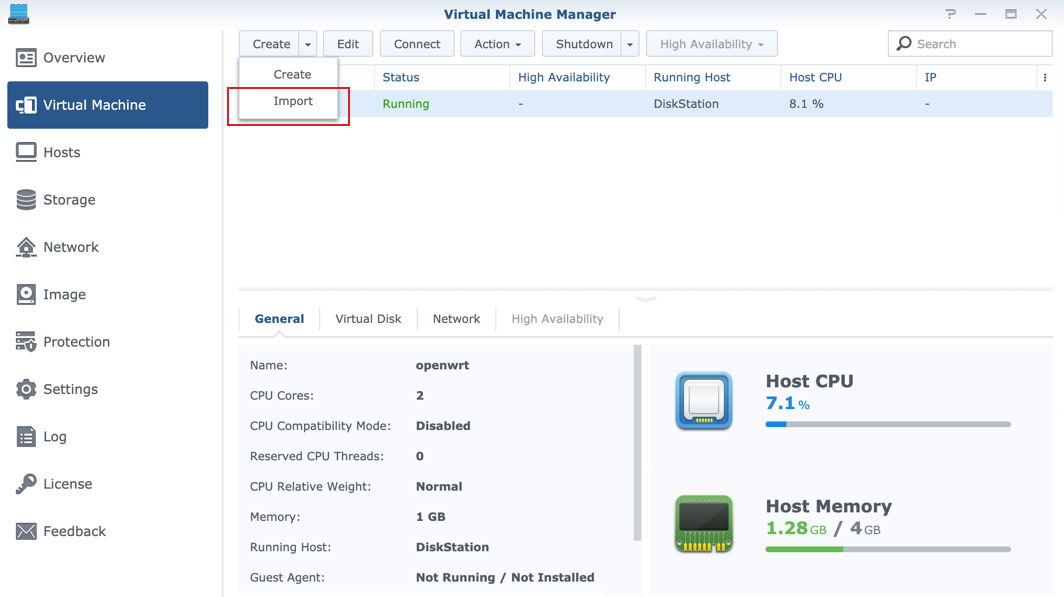 Virtual Machine Manager
Overview
Virtual Machine
Hosts
Storage
Network
Image
Protection
Settings
Log
License
Feedback
Create Edit Connect Action Shutdown High Availability Search
Create
Import
Status High Availability Running Host Host CPU IP
Running - DiskStation 8.1 % -
General Virtual Disk Network High Availability
Name: openwrt
CPU Cores: 2
CPU Compatibility Mode: Disabled
Reserved CPU Threads: 0
CPU Relative Weight: Normal
Memory: 1 GB
Running Host: DiskStation
Guest Agent: Not Running / Not Installed
Host CPU
7.1 %
Host Memory
1.28 GB / 4 GB